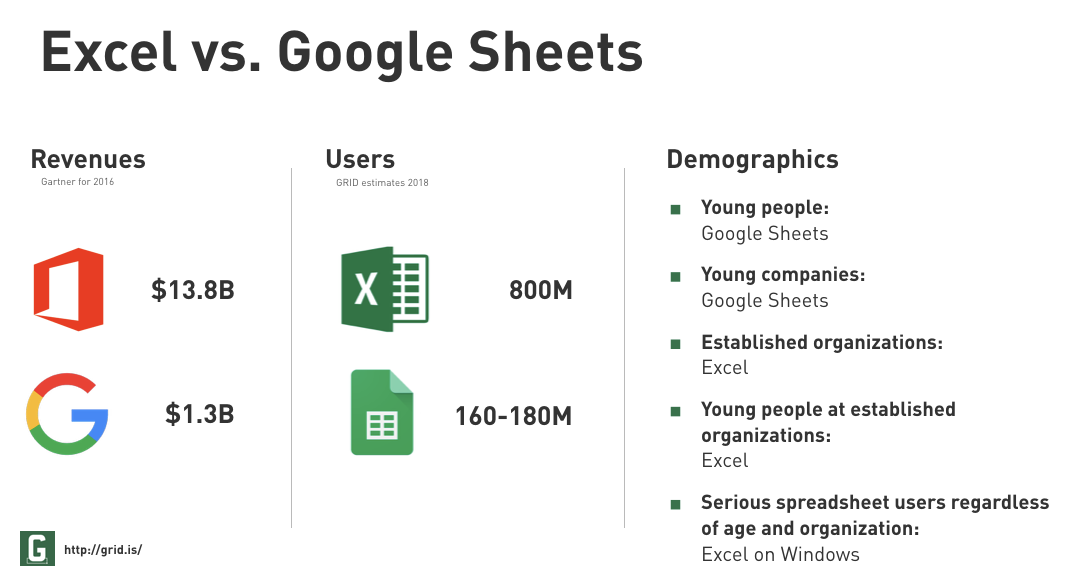 Excel vs. Google Sheets
Revenues
Gartner for 2016
$13.8B
$1.3B
Users
GRID estimates 2018
X
800M
160-180M
Demographics
Young people:
Google Sheets
Young companies:
Google Sheets
Established organizations:
Excel
Young people at established
organizations:
Excel
Serious spreadsheet users regardless
of age and organization:
Excel on Windows
G
http://grid.is/